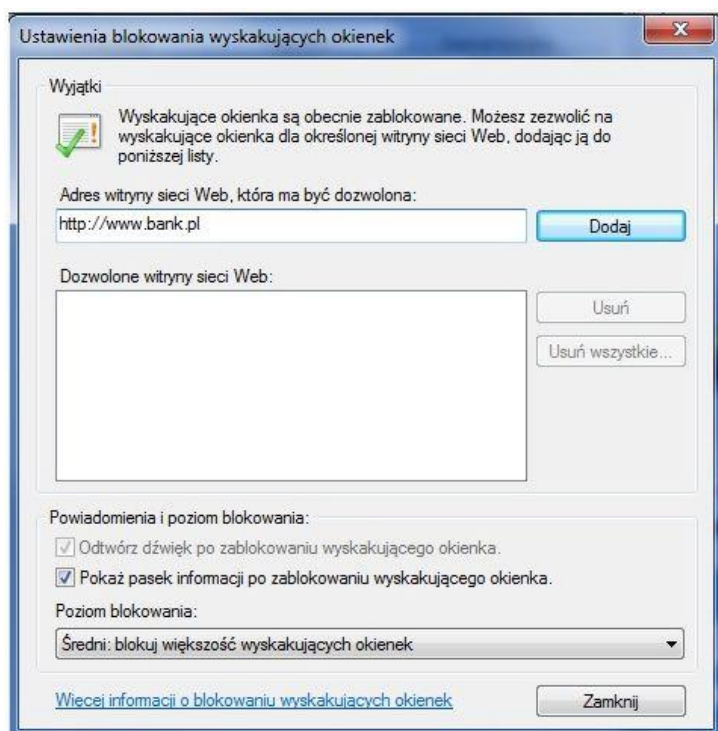 Ustawienia blokowania wyskakujących okienek
Wyjątki
Wyskakujące okienka są obecnie zablokowane. Możesz zezwolić na
wyskakujące okienka dla określonej witryny sieci Web, dodając ją do
poniższej listy.
Adres witryny sieci Web, która ma być dozwolona:
http://www.bank.pl
Dodaj
Dozwolone witryny sieci Web:
Usuń
Usuń wszystkie...
Powiadomienia i poziom blokowania:
Odtwórz dźwięk po zablokowaniu wyskakującego okienka.
Pokaż pasek informacji po zablokowaniu wyskakującego okienka.
Poziom blokowania:
Średni: blokuj większość wyskakujących okienek
Więcej informacji o blokowaniu wyskakujących okienek
Zamknij